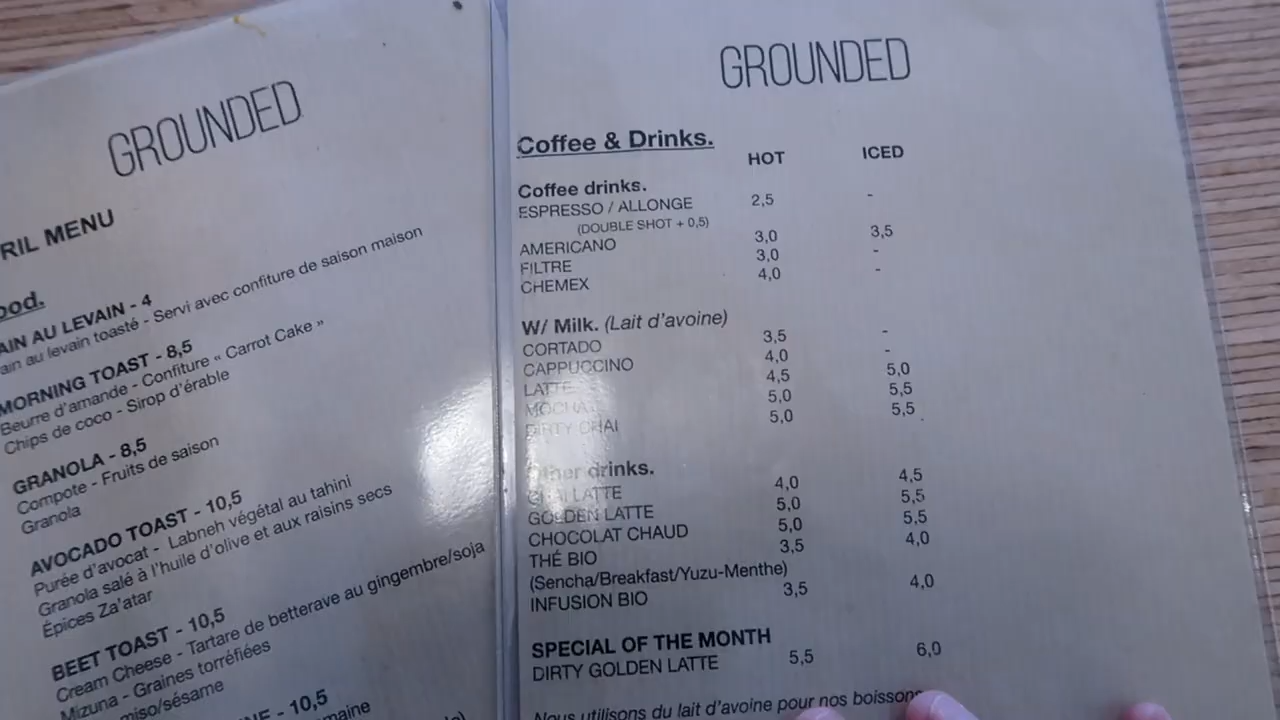 GROUNDED
RIL MENU
ood.
AIN AU LEVAIN - 4
ain au levain toasté - Servi avec confiture de saison maison
MORNING TOAST - 8,5
Beurre d'amande - Confiture « Carrot Cake »
Chips de coco - Sirop d'érable
GRANOLA - 8,5
Compote - Fruits de saison
Granola
AVOCADO TOAST - 10,5
Purée d'avocat - Labneh végétal au tahini
Granola salé à l'huile d'olive et aux raisins secs
Épices Za'atar
BEET TOAST - 10,5
Cream Cheese - Tartare de betterave au gingembre/soja
Mizuna - Graines torréfiées
miso/sésame
NE - 10,5
maine
GROUNDED
Coffee & Drinks.
HOT ICED
Coffee drinks.
ESPRESSO / ALLONGE 2,5 -
(DOUBLE SHOT + 0,5)
AMERICANO 3,0 3,5
FILTRE 3,0 -
CHEMEX 4,0 -
W/ Milk. (Lait d'avoine)
CORTADO 3,5 -
CAPPUCCINO 4,0 -
LATTE 4,5 5,0
MOCHA 5,0 5,5
DIRTY CHAI 5,0 5,5
Other drinks.
CHAI LATTE 4,0 4,5
GOLDEN LATTE 5,0 5,5
CHOCOLAT CHAUD 5,0 5,5
THÉ BIO 3,5 4,0
(Sencha/Breakfast/Yuzu-Menthe)
INFUSION BIO 3,5 4,0
SPECIAL OF THE MONTH
DIRTY GOLDEN LATTE 5,5 6,0
Nous utilisons du lait d'avoine pour nos boissons